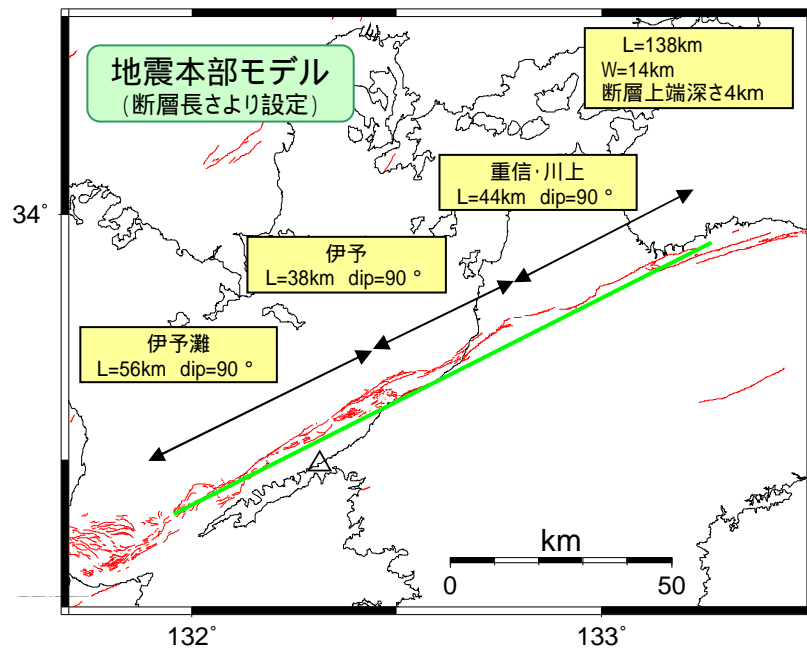 地震本部モデル
(断層長さより設定)
L=138km
W=14km
断層上端深さ4km
重信・川上
L=44km dip=90 °
伊予
L=38km dip=90 °
伊予灘
L=56km dip=90 °
34°
km
0 50
132° 133°